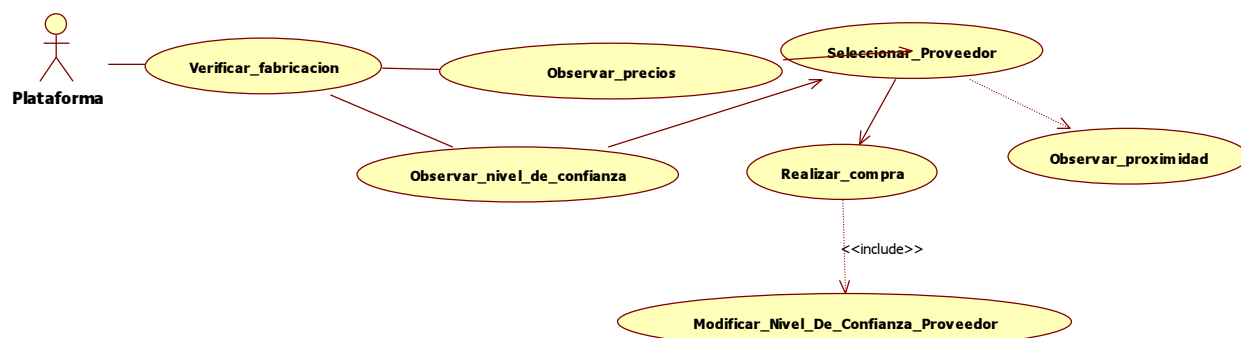 Plataforma
Verificar_fabricacion
Observar_precios
Seleccionar_Proveedor
Observar_nivel_de_confianza
Realizar_compra
Observar_proximidad
<<include>>
Modificar_Nivel_De_Confianza_Proveedor